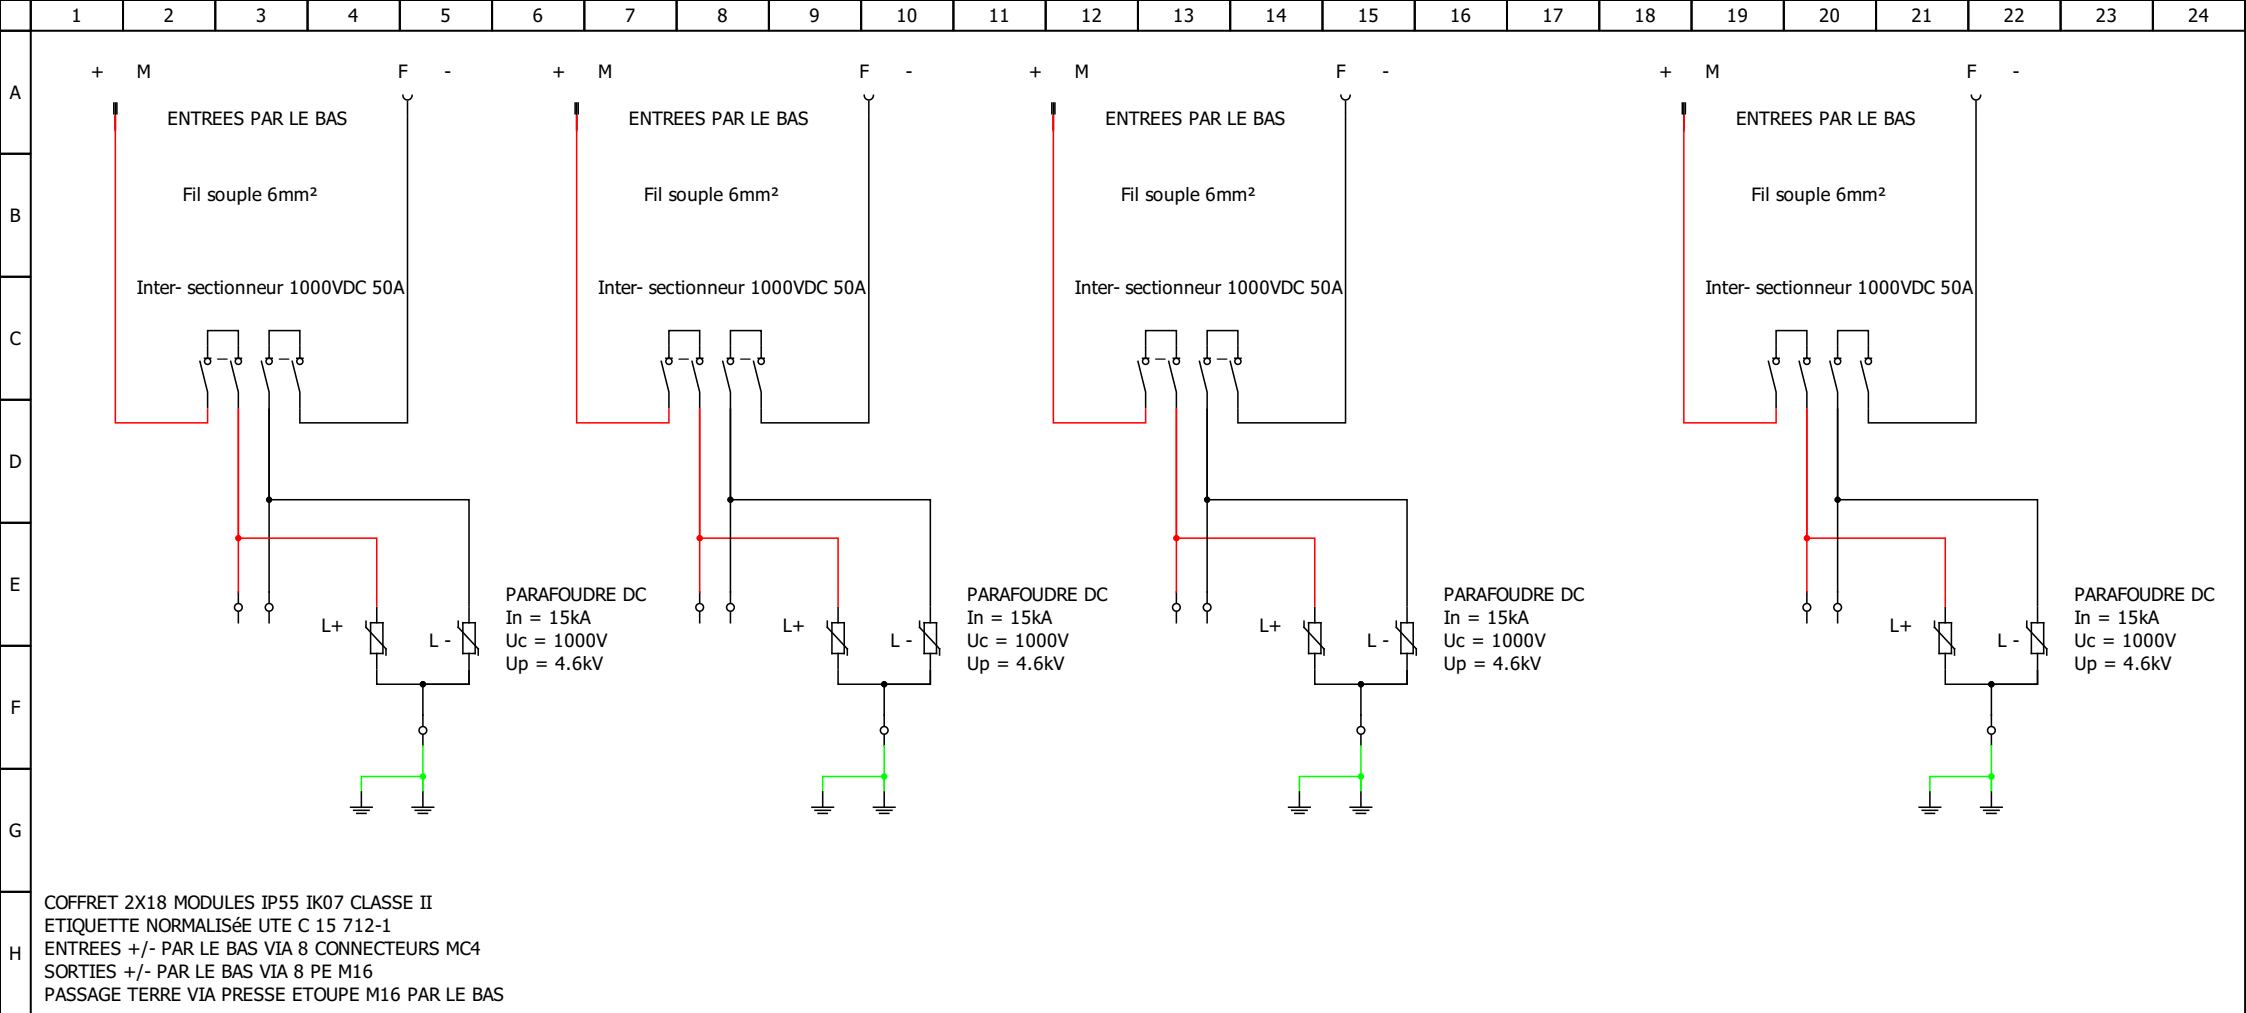 1 2 3 4 5 6 7 8 9 10 11 12 13 14 15 16 17 18 19 20 21 22 23 24
A
+ M F - + M F - + M F - + M F -
ENTREES PAR LE BAS ENTREES PAR LE BAS ENTREES PAR LE BAS ENTREES PAR LE BAS
B
Fil souple 6mm² Fil souple 6mm² Fil souple 6mm² Fil souple 6mm²
Inter- sectionneur 1000VDC 50A Inter- sectionneur 1000VDC 50A Inter- sectionneur 1000VDC 50A Inter- sectionneur 1000VDC 50A
C
D
E
PARAFOUDRE DC PARAFOUDRE DC PARAFOUDRE DC PARAFOUDRE DC
In = 15kA In = 15kA In = 15kA In = 15kA
L+ L+ L+ L+
L - Uc = 1000V L - Uc = 1000V L - Uc = 1000V L - Uc = 1000V
Up = 4.6kV Up = 4.6kV Up = 4.6kV Up = 4.6kV
F
G
H
COFFRET 2X18 MODULES IP55 IK07 CLASSE II
ETIQUETTE NORMALISéE UTE C 15 712-1
ENTREES +/- PAR LE BAS VIA 8 CONNECTEURS MC4
SORTIES +/- PAR LE BAS VIA 8 PE M16
PASSAGE TERRE VIA PRESSE ETOUPE M16 PAR LE BAS